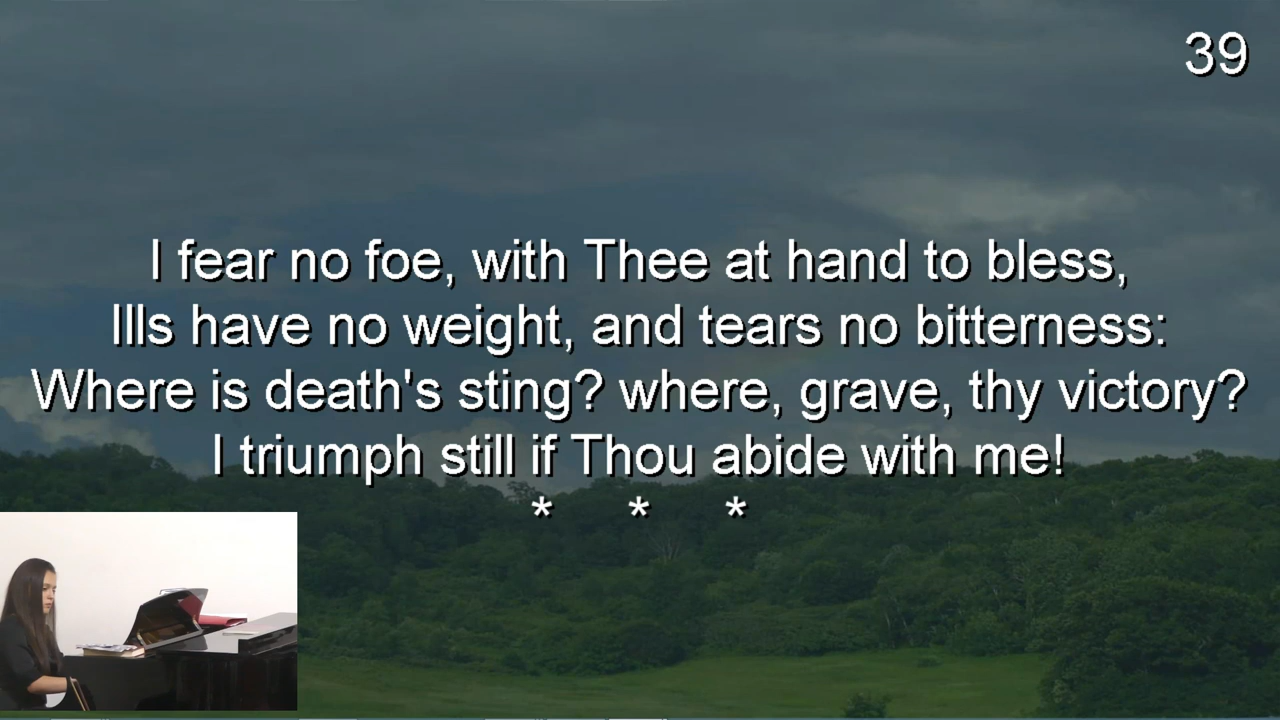 39
I fear no foe, with Thee at hand to bless,
Ills have no weight, and tears no bitterness:
Where is death's sting? where, grave, thy victory?
I triumph still if Thou abide with me!
* * *